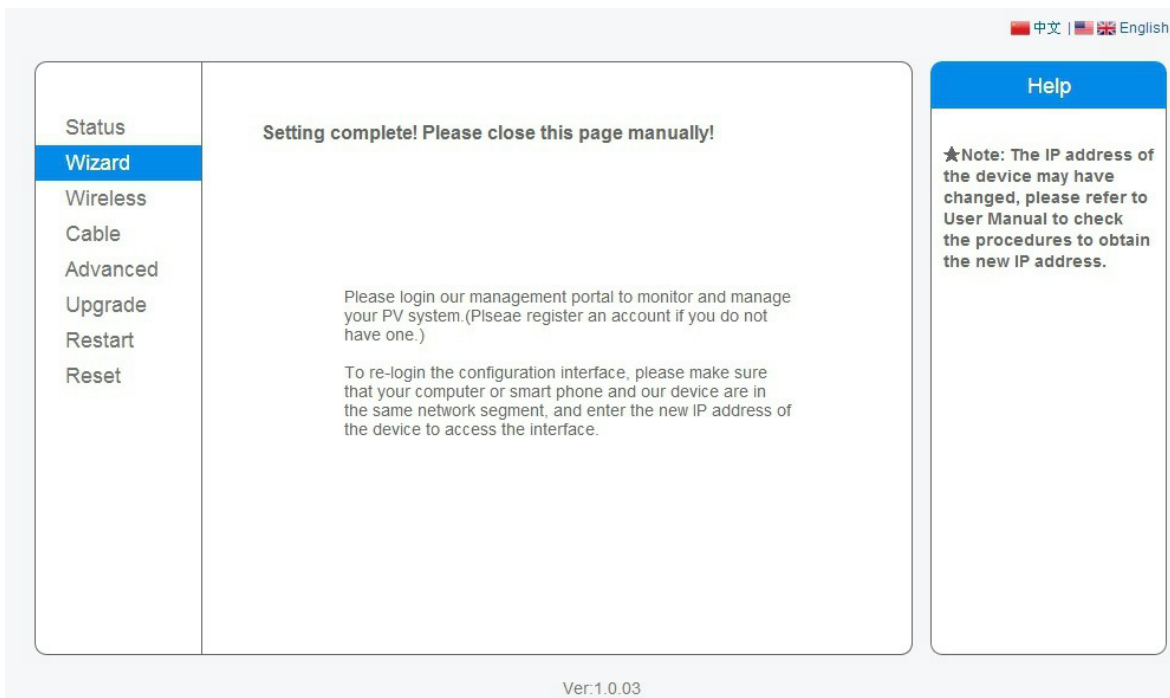 中文 | English
Status
Wizard
Wireless
Cable
Advanced
Upgrade
Restart
Reset
Setting complete! Please close this page manually!
Please login our management portal to monitor and manage
your PV system.(Plseae register an account if you do not
have one.)
To re-login the configuration interface, please make sure
that your computer or smart phone and our device are in
the same network segment, and enter the new IP address of
the device to access the interface.
Help
★Note: The IP address of
the device may have
changed, please refer to
User Manual to check
the procedures to obtain
the new IP address.
Ver:1.0.03